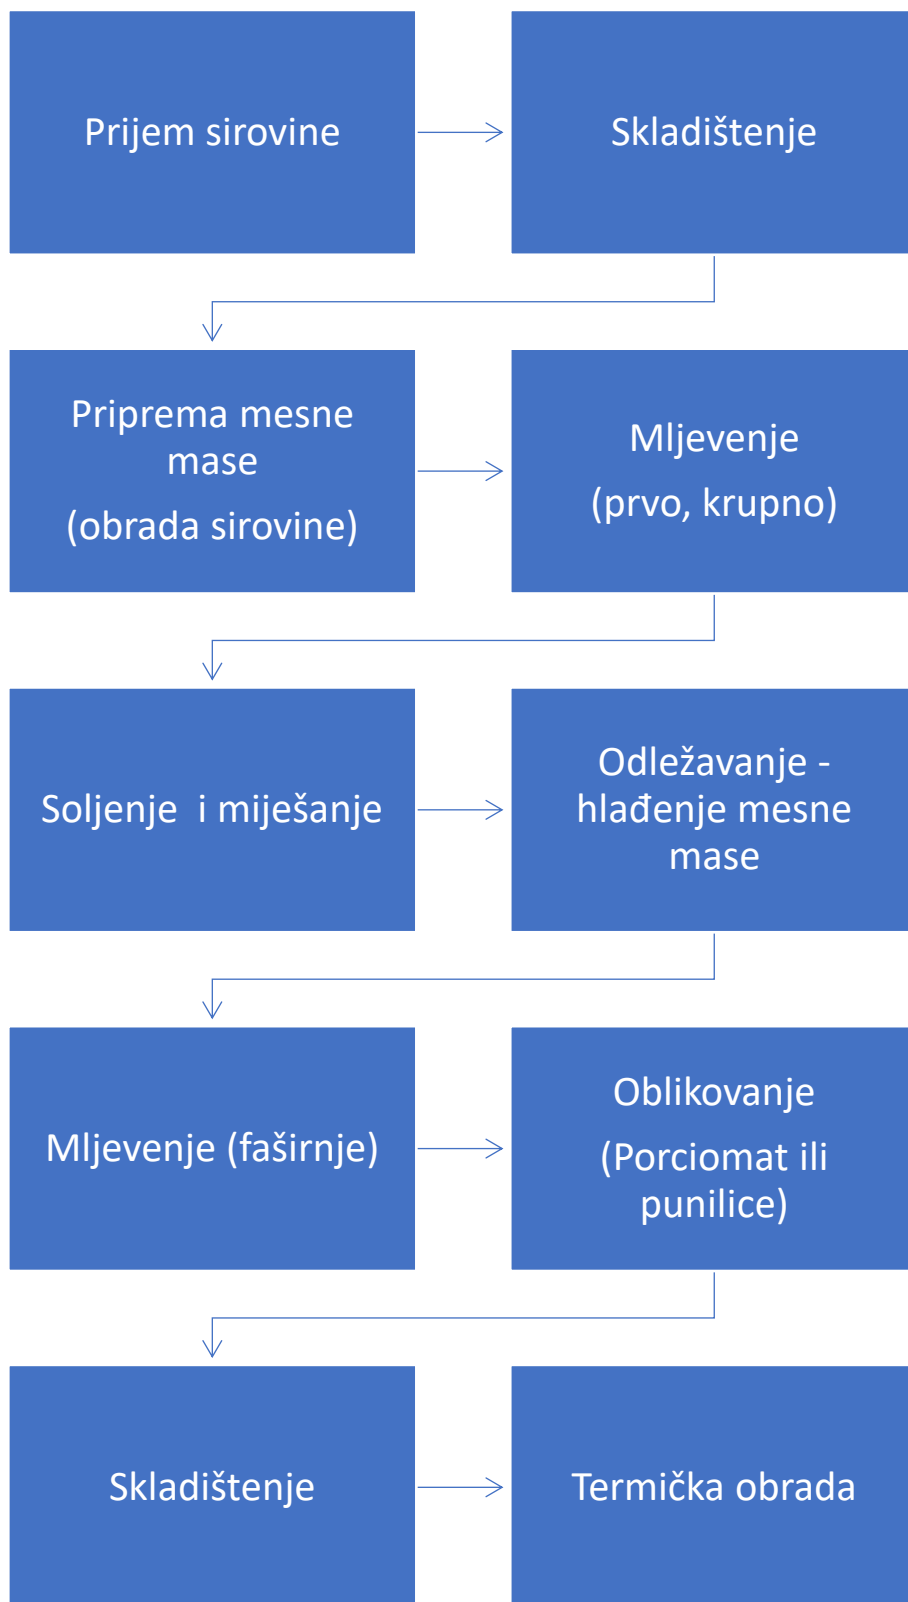 Prijem sirovine
Skladištenje
Priprema mesne
mase
(obrada sirovine)
Mljevenje
(prvo, krupno)
Soljenje  i miješanje
Odležavanje -
hlađenje mesne
mase
Mljevenje (faširnje)
Oblikovanje
(Porciomat ili
punilice)
Skladištenje
Termička obrada